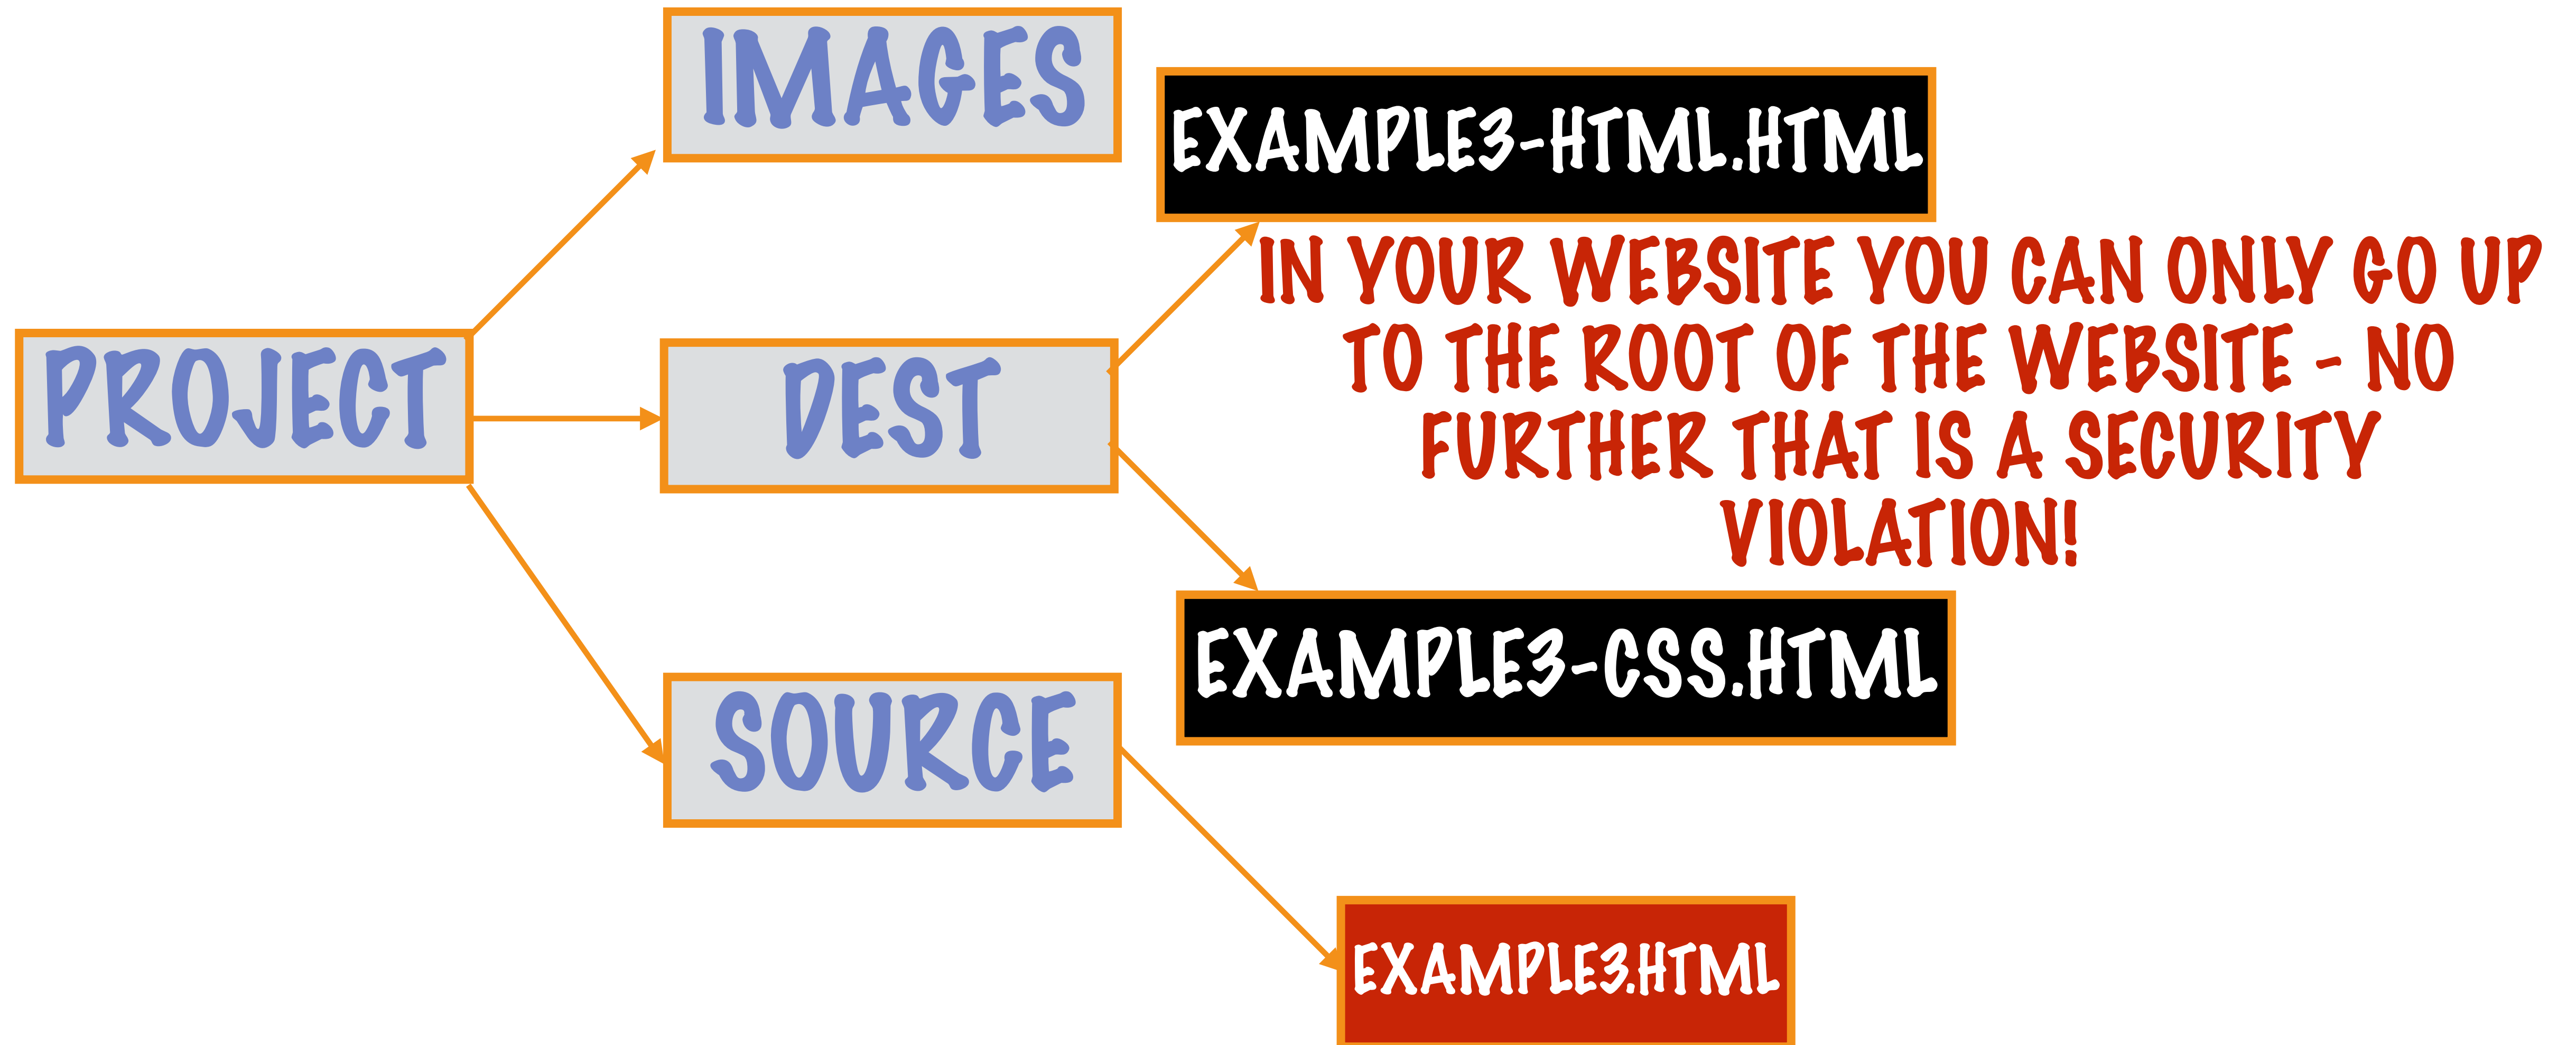 IMAGES
EXAMPLE3-HTML.HTML
IN YOUR WEBSITE YOU CAN ONLY GO UP
TO THE ROOT OF THE WEBSITE - NO
FURTHER THAT IS A SECURITY
VIOLATION!
PROJECT
DEST
EXAMPLE3-CSS.HTML
SOURCE
EXAMPLE3.HTML